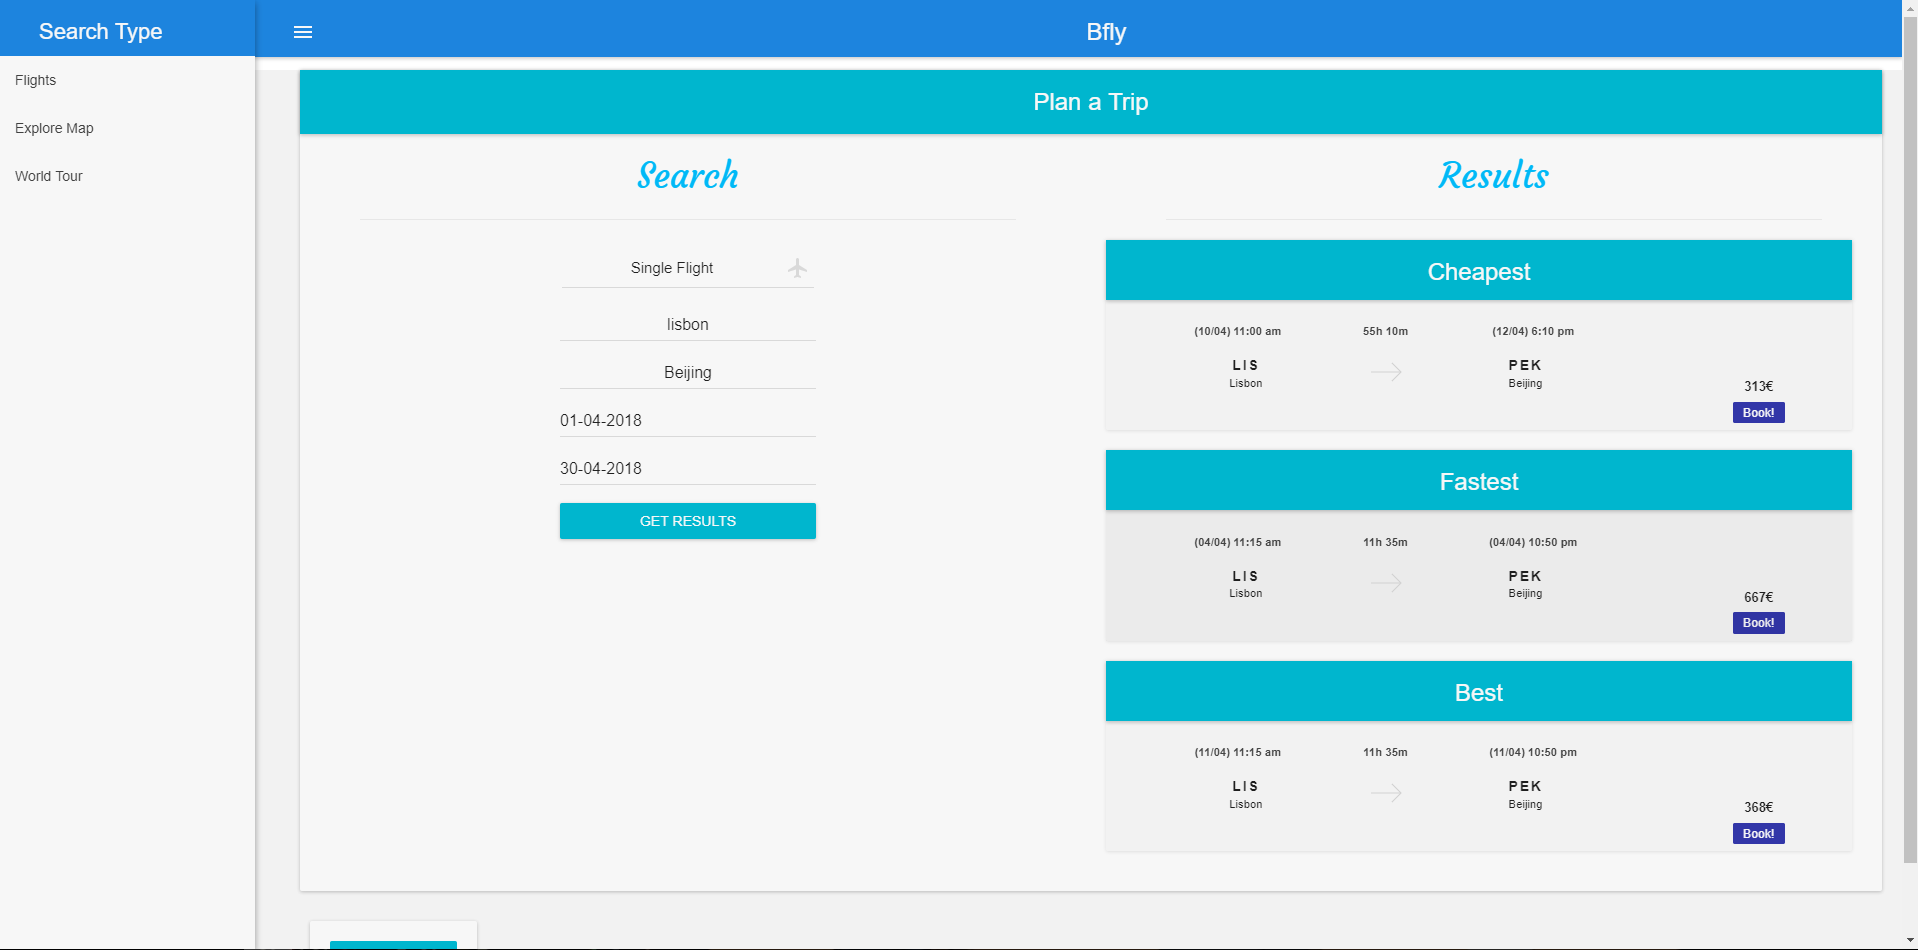 Search Type
Flights
Explore Map
World Tour
Bfly
Plan a Trip
Search
Single Flight
lisbon
Beijing
01-04-2018
30-04-2018
GET RESULTS
Results
Cheapest
(10/04) 11:00 am 55h 10m (12/04) 6:10 pm
LIS PEK
Lisbon Beijing
313€
Book!
Fastest
(04/04) 11:15 am 11h 35m (04/04) 10:50 pm
LIS PEK
Lisbon Beijing
667€
Book!
Best
(11/04) 11:15 am 11h 35m (11/04) 10:50 pm
LIS PEK
Lisbon Beijing
368€
Book!